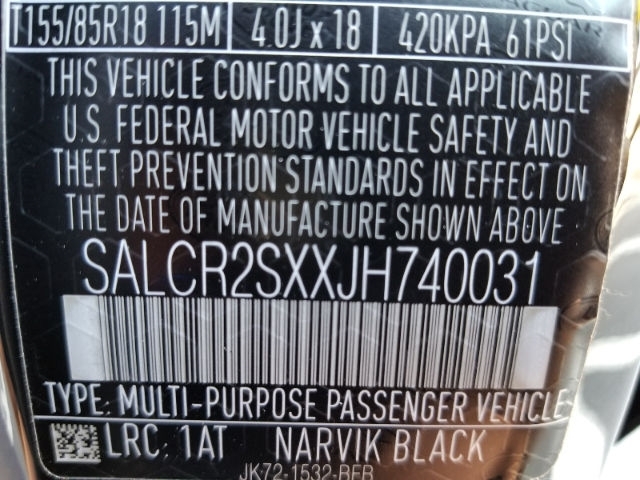 T155/85R18 115M 4.0J x 18 420KPA 61PSI
THIS VEHICLE CONFORMS TO ALL APPLICABLE
U.S. FEDERAL MOTOR VEHICLE SAFETY AND
THEFT PREVENTION STANDARDS IN EFFECT ON
THE DATE OF MANUFACTURE SHOWN ABOVE
SALCR2SXXJH740031
TYPE: MULTI-PURPOSE PASSENGER VEHICLE
LRC: 1AT NARVIK BLACK
JK72-1532-BFB